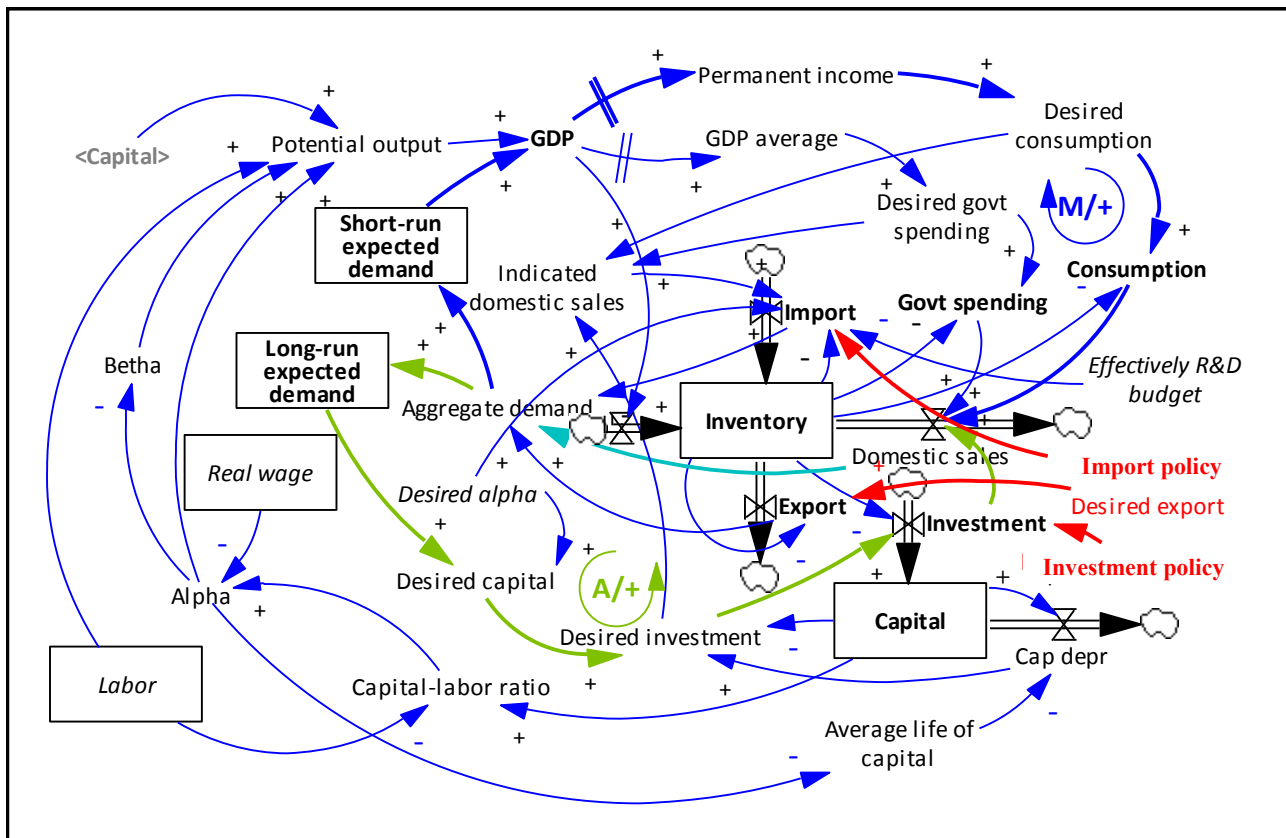 Permanent income
Desired
consumption
<Capital>
Potential output
GDP
GDP average
Short-run
expected
demand
Desired govt
spending
M/+
Indicated
domestic sales
Consumption
Import
Govt spending
Betha
Long-run
expected
demand
Effectively R&D
budget
Aggregate demand
Inventory
Real wage
Domestic sales
Import policy
Desired alpha
Export
Investment
Desired export
Desired capital
A/+
Investment policy
Alpha
Desired investment
Capital
Cap depr
Labor
Capital-labor ratio
Average life of
capital